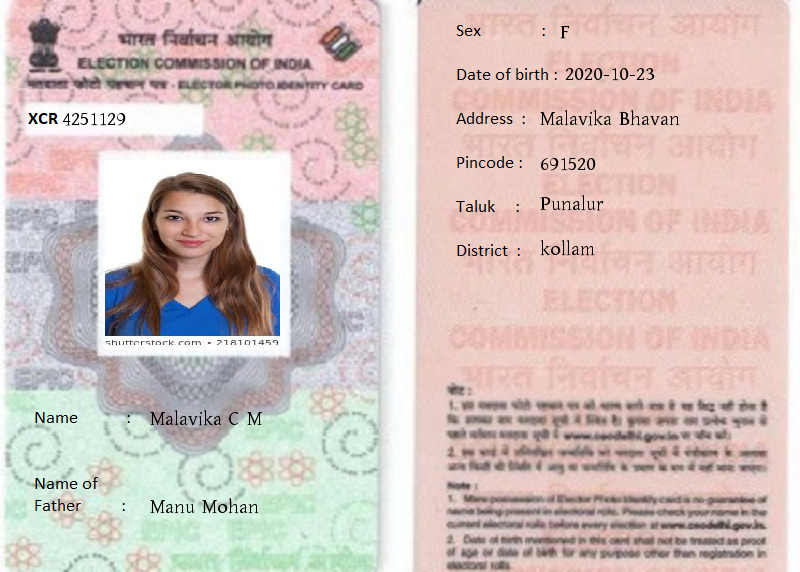 भारत निर्वाचन आयोग
ELECTION COMMISSION OF INDIA
मतदाता फोटो पहचान पत्र - ELECTOR PHOTO IDENTITY CARD
XCR 4251129
shutterstock.com • 218101459
Name : Malavika C M
Name of
Father : Manu Mohan
Sex : F
Date of birth : 2020-10-23
Address : Malavika Bhavan
Pincode : 691520
Taluk : Punalur
District : kollam
भारत निर्वाचन आयोग
ELECTION
COMMISSION OF INDIA
भारत निर्वाचन आयोग
ELECTION
COMMISSION OF INDIA
भारत निर्वाचन आयोग
ELECTION
COMMISSION OF INDIA
भारत निर्वाचन आयोग
नोट :
www.ceodelhi.gov.in
Note :
1. Mere possession of Elector Photo Identity card is no guarantee of
name being present in electoral rolls. Please check your name in the
current electoral rolls before every election at www.ceodelhi.gov.in.
2. Date of birth mentioned in this card shall not be treated as proof
of age or date of birth for any purpose other than registration in
electoral rolls.